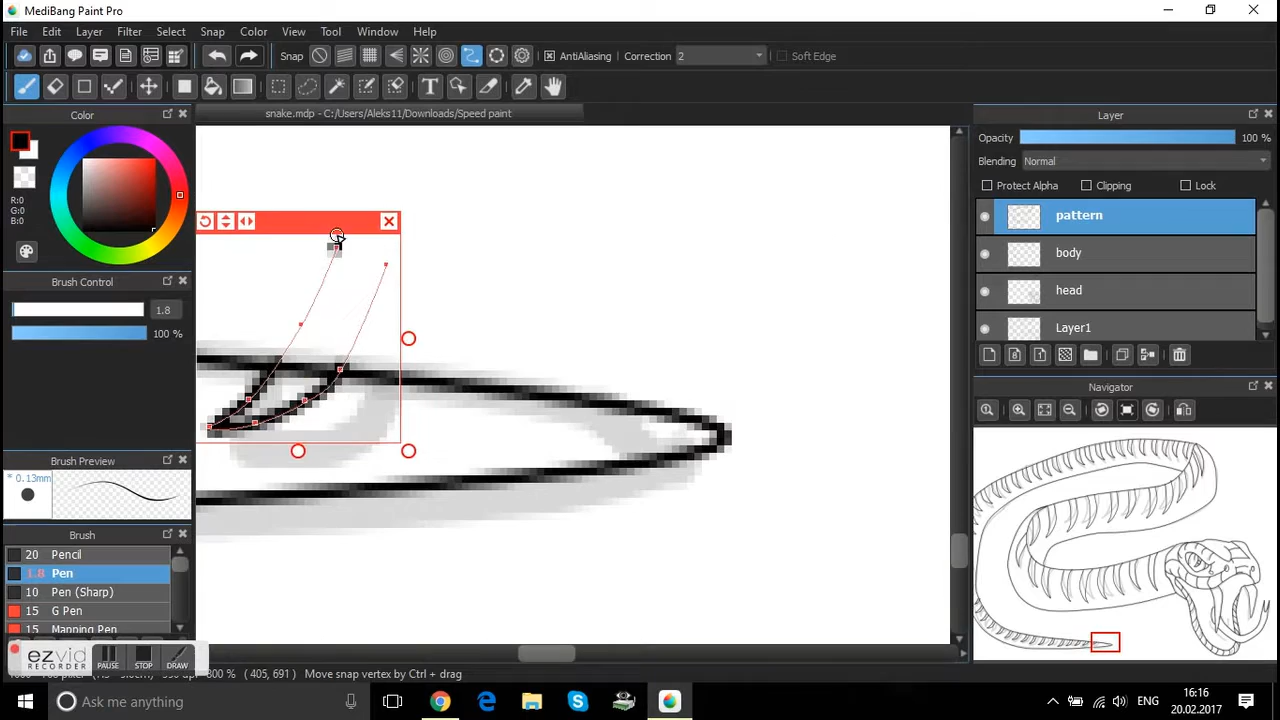 MediBang Paint Pro
File Edit Layer Filter Select Snap Color View Tool Window Help
Snap AntiAliasing Correction 2 Soft Edge
Color
snake.mdp - C:/Users/Aleks11/Downloads/Speed paint
Layer
Opacity 100 %
Blending Normal
Protect Alpha Clipping Lock
R:0
G:0
B:0
pattern
body
head
Layer1
Brush Control
1.8
100 %
Navigator
Brush Preview
* 0.13mm
Brush
20 Pencil
1.8 Pen
10 Pen (Sharp)
15 G Pen
15 Mapping Pen
ezvid
RECORDER
PAUSE STOP DRAW
( 405, 691 ) Move snap vertor by Ctrl + drag
Ask me anything
ENG
16:16
20.02.2017